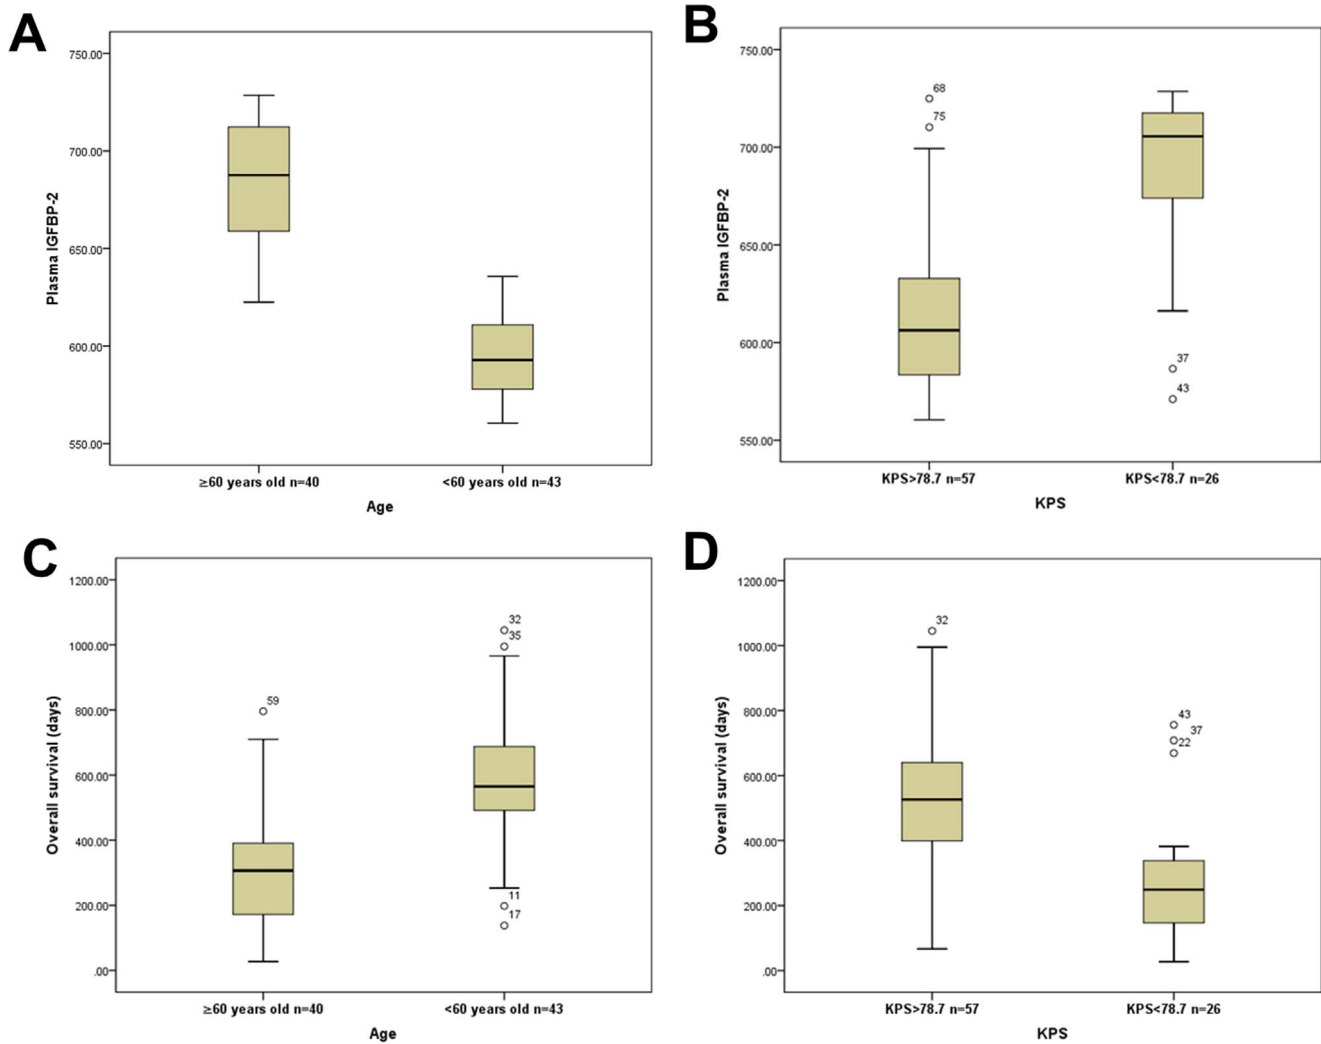 A
750.00
700.00
650.00
600.00
550.00
Plasma IGFBP-2
≥60 years old n=40
<60 years old n=43
Age
B
750.00
700.00
650.00
600.00
550.00
Plasma IGFBP-2
68
75
37
43
KPS>78.7 n=57
KPS<78.7 n=26
KPS
C
1200.00
1000.00
800.00
600.00
400.00
200.00
.00
Overall survival (days)
59
32
35
11
17
≥60 years old n=40
<60 years old n=43
Age
D
1200.00
1000.00
800.00
600.00
400.00
200.00
.00
Overall survival (days)
32
43
37
22
KPS>78.7 n=57
KPS<78.7 n=26
KPS